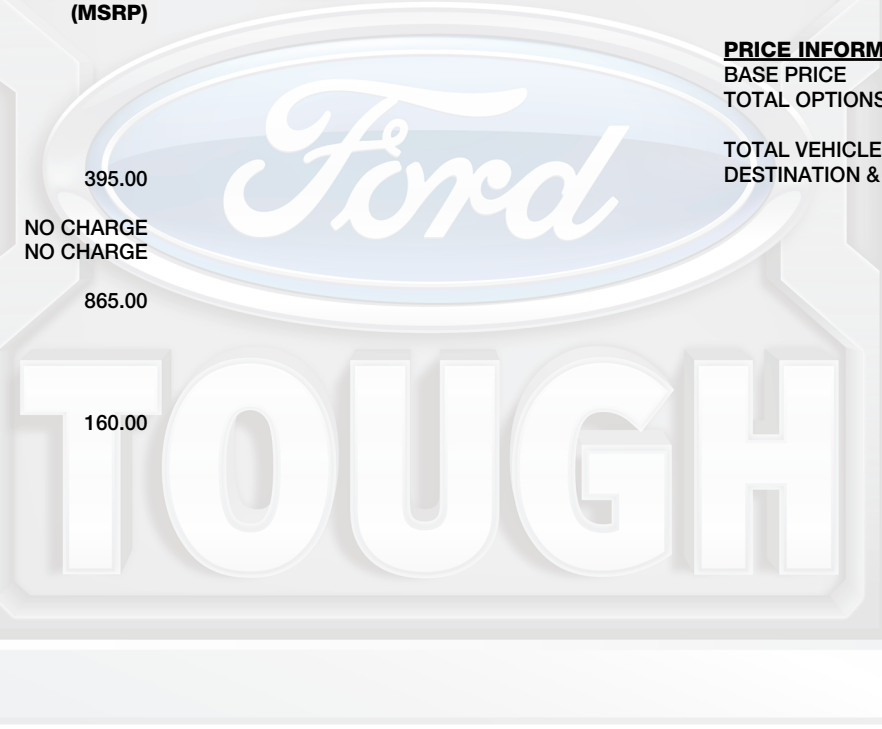 (MSRP)
395.00
NO CHARGE
NO CHARGE
865.00
160.00
PRICE INFORM
BASE PRICE
TOTAL OPTIONS
TOTAL VEHICLE
DESTINATION &
Ford
TOUGH